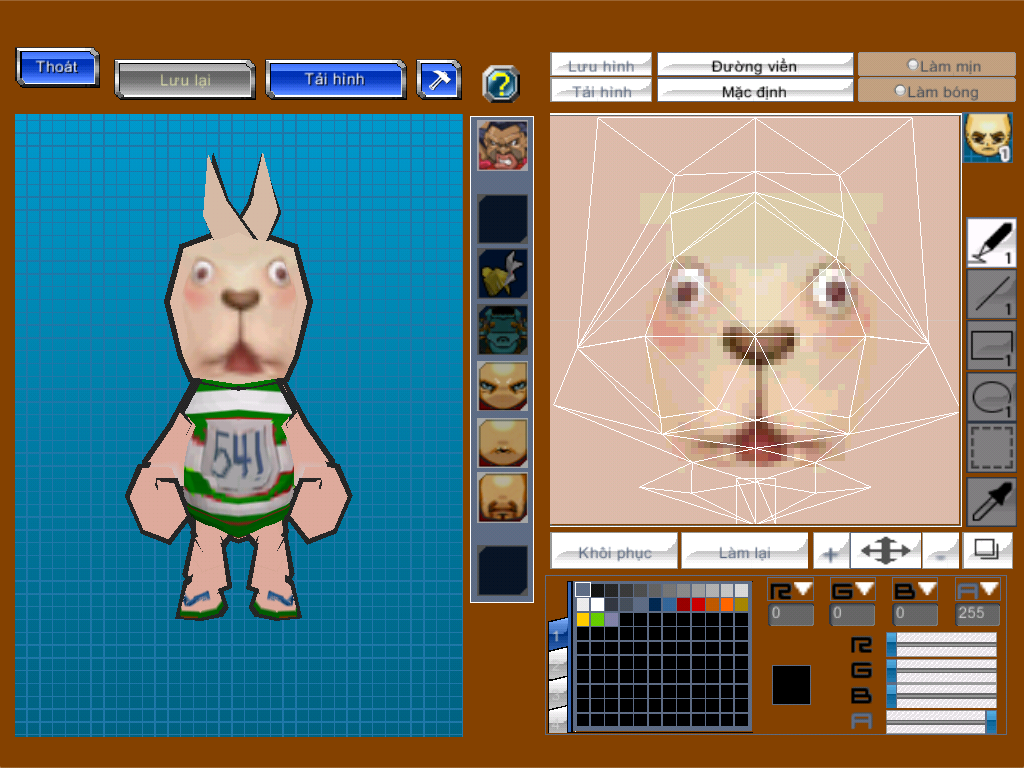 Thoát
Lưu lại
Tải hình
?
Lưu hình
Đường viền
Làm mịn
Tải hình
Mặc định
Làm bóng
1
1
1
1
1
541
Khôi phục
Làm lại
+
-
1
R
G
B
A
0
0
0
255
R
G
B
A